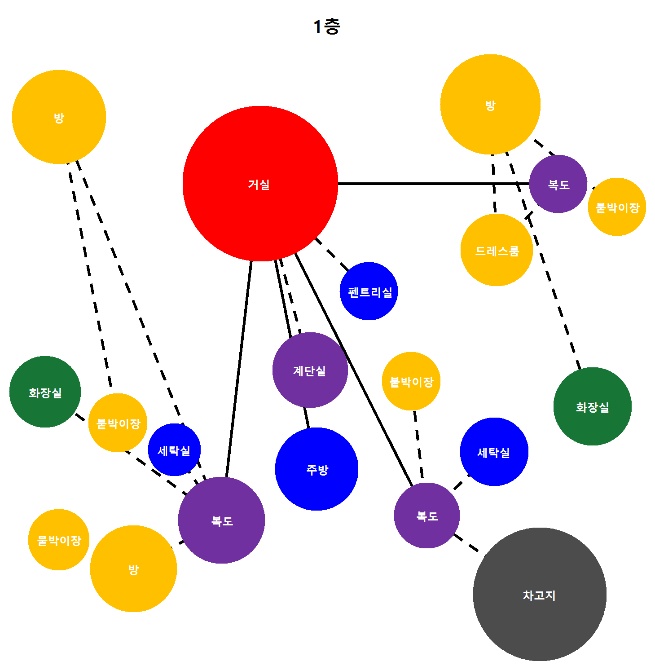 1층
방
방
거실
복도
붙박이장
드레스룸
펜트리실
계단실
붙박이장
화장실
화장실
붙박이장
세탁실
세탁실
주방
복도
복도
붙박이장
방
차고지